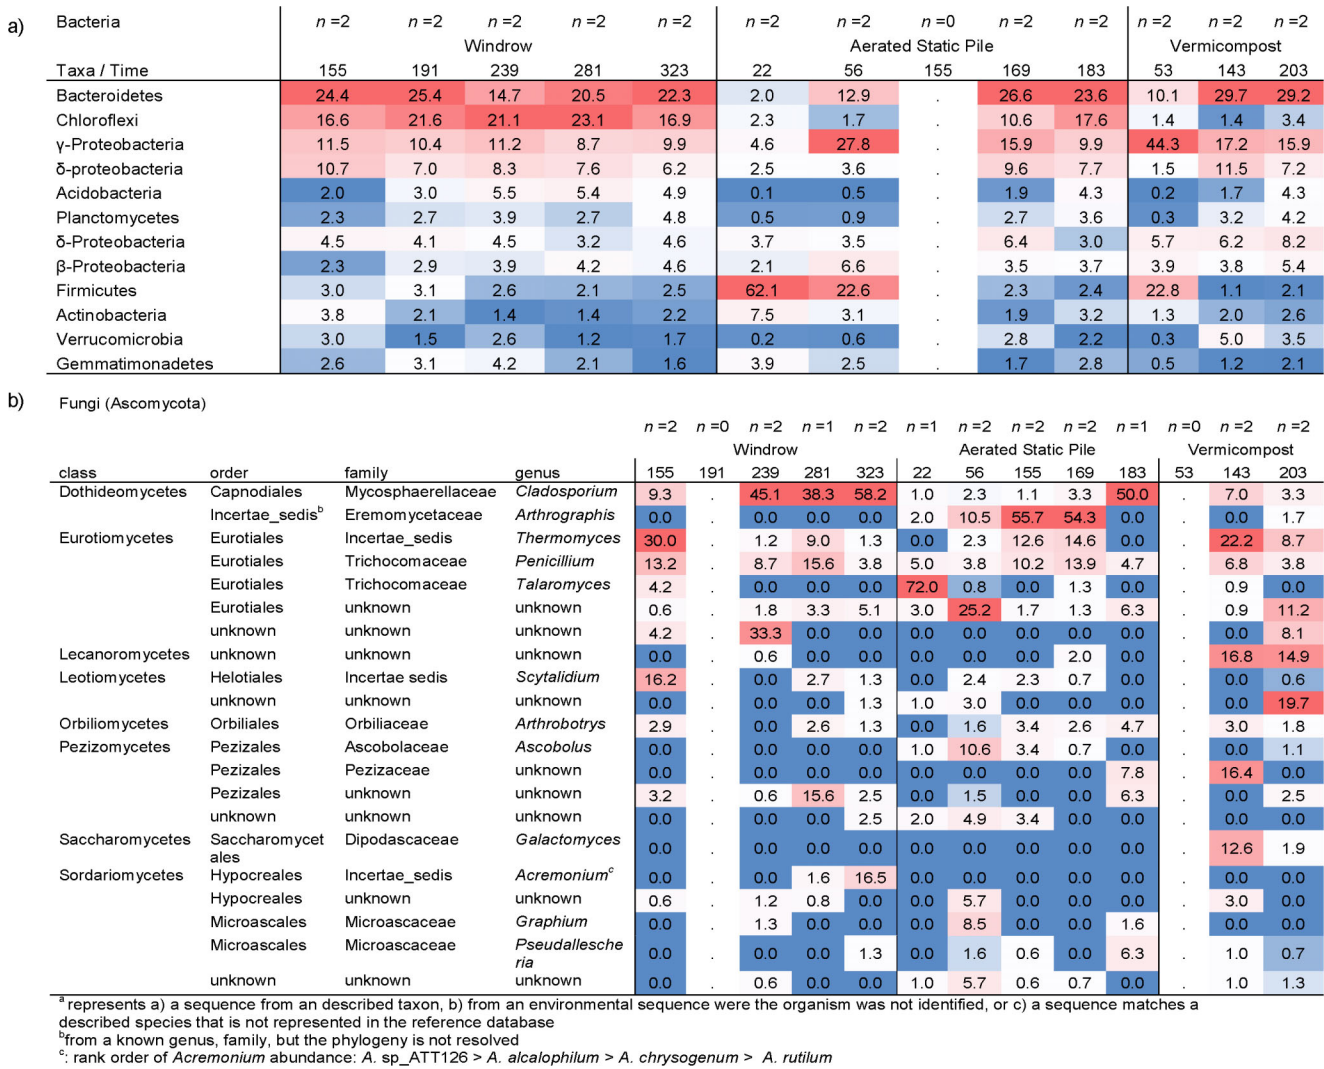 a)
Bacteria n =2 n =2 n =2 n =2 n =2 n =2 n =2 n =0 n =2 n =2 n =2 n =2 n =2
Windrow Aerated Static Pile Vermicompost
Taxa / Time 155 191 239 281 323 22 56 155 169 183 53 143 203
Bacteroidetes 24.4 25.4 14.7 20.5 22.3 2.0 12.9 . 26.6 23.6 10.1 29.7 29.2
Chloroflexi 16.6 21.6 21.1 23.1 16.9 2.3 1.7 . 10.6 17.6 1.4 1.4 3.4
γ-Proteobacteria 11.5 10.4 11.2 8.7 9.9 4.6 27.8 . 15.9 9.9 44.3 17.2 15.9
δ-proteobacteria 10.7 7.0 8.3 7.6 6.2 2.5 3.6 . 9.6 7.7 1.5 11.5 7.2
Acidobacteria 2.0 3.0 5.5 5.4 4.9 0.1 0.5 . 1.9 4.3 0.2 1.7 4.3
Planctomycetes 2.3 2.7 3.9 2.7 4.8 0.5 0.9 . 2.7 3.6 0.3 3.2 4.2
δ-Proteobacteria 4.5 4.1 4.5 3.2 4.6 3.7 3.5 . 6.4 3.0 5.7 6.2 8.2
β-Proteobacteria 2.3 2.9 3.9 4.2 4.6 2.1 6.6 . 3.5 3.7 3.9 3.8 5.4
Firmicutes 3.0 3.1 2.6 2.1 2.5 62.1 22.6 . 2.3 2.4 22.8 1.1 2.1
Actinobacteria 3.8 2.1 1.4 1.4 2.2 7.5 3.1 . 1.9 3.2 1.3 2.0 2.6
Verrucomicrobia 3.0 1.5 2.6 1.2 1.7 0.2 0.6 . 2.8 2.2 0.3 5.0 3.5
Gemmatimonadetes 2.6 3.1 4.2 2.1 1.6 3.9 2.5 . 1.7 2.8 0.5 1.2 2.1
b) Fungi (Ascomycota)
n =2 n =0 n =2 n =1 n =2 n =1 n =2 n =2 n =2 n =1 n =0 n =2 n =2
Windrow Aerated Static Pile Vermicompost
class order family genus 155 191 239 281 323 22 56 155 169 183 53 143 203
Dothideomycetes Capnodiales Mycosphaerellaceae Cladosporium 9.3 . 45.1 38.3 58.2 1.0 2.3 1.1 3.3 50.0 . 7.0 3.3
Incertae_sedisᵇ Eremomycetaceae Arthrographis 0.0 . 0.0 0.0 0.0 2.0 10.5 55.7 54.3 0.0 . 0.0 1.7
Eurotiomycetes Eurotiales Incertae_sedis Thermomyces 30.0 . 1.2 9.0 1.3 0.0 2.3 12.6 14.6 0.0 . 22.2 8.7
Eurotiales Trichocomaceae Penicillium 13.2 . 8.7 15.6 3.8 5.0 3.8 10.2 13.9 4.7 . 6.8 3.8
Eurotiales Trichocomaceae Talaromyces 4.2 . 0.0 0.0 0.0 72.0 0.8 0.0 1.3 0.0 . 0.9 0.0
Eurotiales unknown unknown 0.6 . 1.8 3.3 5.1 3.0 25.2 1.7 1.3 6.3 . 0.9 11.2
unknown unknown unknown 4.2 . 33.3 0.0 0.0 0.0 0.0 0.0 0.0 0.0 . 0.0 8.1
Lecanoromycetes unknown unknown unknown 0.0 . 0.6 0.0 0.0 0.0 0.0 0.0 2.0 0.0 . 16.8 14.9
Leotiomycetes Helotiales Incertae sedis Scytalidium 16.2 . 0.0 2.7 1.3 0.0 2.4 2.3 0.7 0.0 . 0.0 0.6
unknown unknown unknown 0.0 . 0.0 0.0 1.3 1.0 3.0 0.0 0.0 0.0 . 0.0 19.7
Orbiliomycetes Orbiliales Orbiliaceae Arthrobotrys 2.9 . 0.0 2.6 1.3 0.0 1.6 3.4 2.6 4.7 . 3.0 1.8
Pezizomycetes Pezizales Ascobolaceae Ascobolus 0.0 . 0.0 0.0 0.0 1.0 10.6 3.4 0.7 0.0 . 0.0 1.1
Pezizales Pezizaceae unknown 0.0 . 0.0 0.0 0.0 0.0 0.0 0.0 0.0 7.8 . 16.4 0.0
Pezizales unknown unknown 3.2 . 0.6 15.6 2.5 0.0 1.5 0.0 0.0 6.3 . 0.0 2.5
unknown unknown unknown 0.0 . 0.0 0.0 2.5 2.0 4.9 3.4 0.0 0.0 . 0.0 0.0
Saccharomycetes Saccharomycet Dipodascaceae Galactomyces 0.0 . 0.0 0.0 0.0 0.0 0.0 0.0 0.0 0.0 . 12.6 1.9
ales
Sordariomycetes Hypocreales Incertae_sedis Acremoniumᶜ 0.0 . 0.0 1.6 16.5 0.0 0.0 0.0 0.0 0.0 . 0.0 0.0
Hypocreales unknown unknown 0.6 . 1.2 0.8 0.0 0.0 5.7 0.0 0.0 0.0 . 3.0 0.0
Microascales Microascaceae Graphium 0.0 . 1.3 0.0 0.0 0.0 8.5 0.0 0.0 1.6 . 0.0 0.0
Microascales Microascaceae Pseudallesche 0.0 . 0.0 0.0 1.3 0.0 1.6 0.6 0.0 6.3 . 1.0 0.7
ria
unknown unknown unknown 0.0 . 0.6 0.0 0.0 1.0 5.7 0.6 0.7 0.0 . 1.0 1.3
ᵃ represents a) a sequence from an described taxon, b) from an environmental sequence were the organism was not identified, or c) a sequence matches a
described species that is not represented in the reference database
ᵇfrom a known genus, family, but the phylogeny is not resolved
ᶜ: rank order of Acremonium abundance: A. sp_ATT126 > A. alcalophilum > A. chrysogenum > A. rutilum